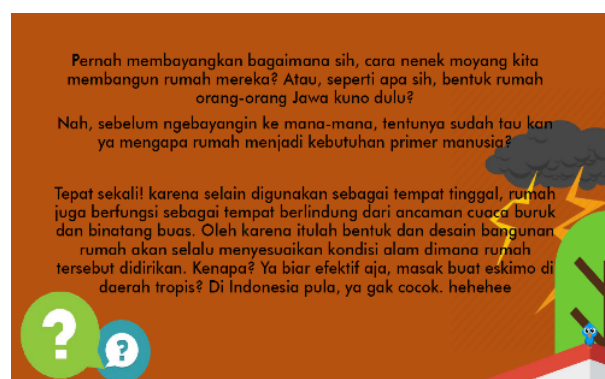 Pernah membayangkan bagaimana sih, cara nenek moyang kita
membangun rumah mereka? Atau, seperti apa sih, bentuk rumah
orang-orang Jawa kuno dulu?
Nah, sebelum ngebayangin ke mana-mana, tentunya sudah tau kan
ya mengapa rumah menjadi kebutuhan primer manusia?
Tepat sekali! karena selain digunakan sebagai tempat tinggal, rumah
juga berfungsi sebagai tempat berlindung dari ancaman cuaca buruk
dan binatang buas. Oleh karena itulah bentuk dan desain bangunan
rumah akan selalu menyesuaikan kondisi alam dimana rumah
tersebut didirikan. Kenapa? Ya biar efektif aja, masak buat eskimo di
daerah tropis? Di Indonesia pula, ya gak cocok. hehehee
? ?